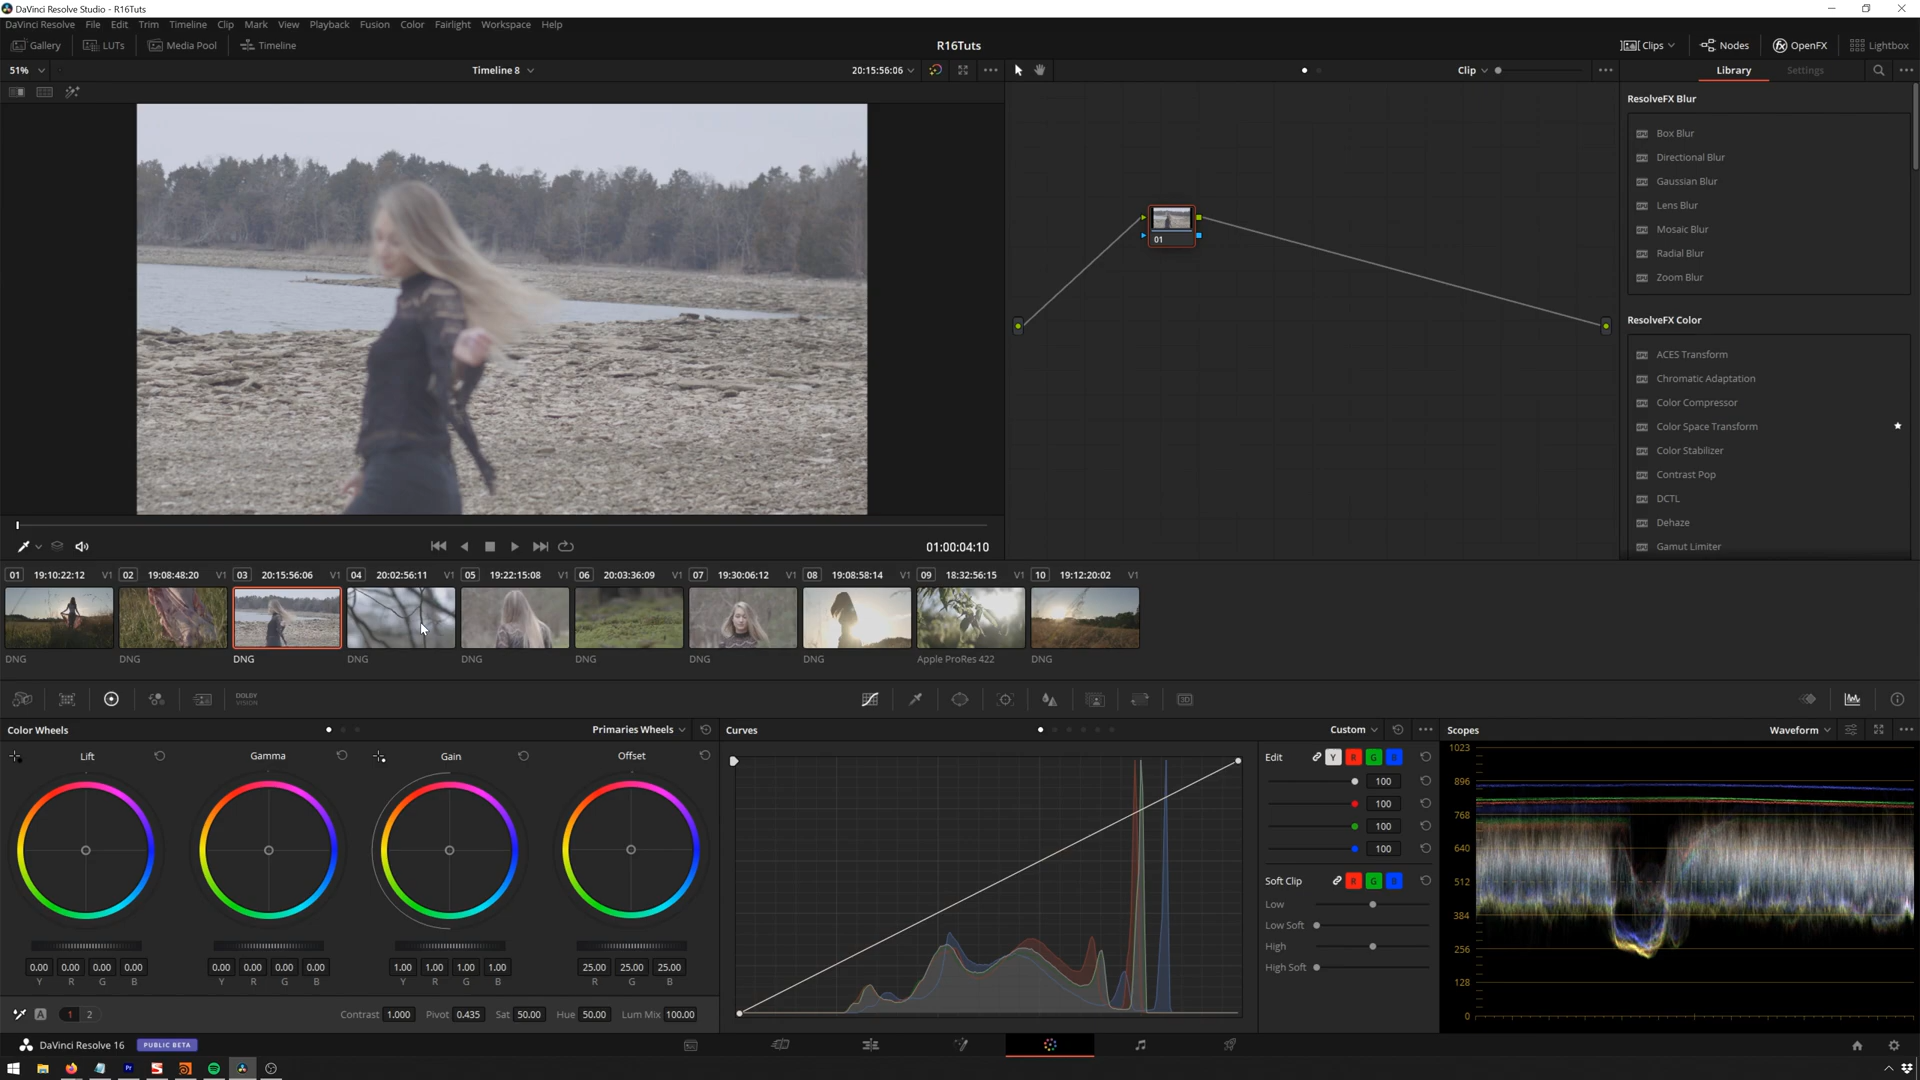 DaVinci Resolve Studio - R16Tuts
DaVinci Resolve File Edit Trim Timeline Clip Mark View Playback Fusion Color Fairlight Workspace Help
Gallery LUTs Media Pool Timeline R16Tuts Clips Nodes OpenFX Lightbox
51% Timeline 8 20:15:56:06 Clip Library Settings
ResolveFX Blur
Box Blur
Directional Blur
Gaussian Blur
Lens Blur
Mosaic Blur
Radial Blur
Zoom Blur
01
ResolveFX Color
ACES Transform
Chromatic Adaptation
Color Compressor
Color Space Transform
Color Stabilizer
Contrast Pop
DCTL
Dehaze
Gamut Limiter
01:00:04:10
01 19:10:22:12 V1 02 19:08:48:20 V1 03 20:15:56:06 V1 04 20:02:56:11 V1 05 19:22:15:08 V1 06 20:03:36:09 V1 07 19:30:06:12 V1 08 19:08:58:14 V1 09 18:32:56:15 V1 10 19:12:20:02 V1
DNG DNG DNG DNG DNG DNG DNG DNG Apple ProRes 422 DNG
DOLBY
VISION
Color Wheels Primaries Wheels Curves Custom Scopes Waveform
Lift Gamma Gain Offset Edit Y R G B
100
100
100
100
Soft Clip R G B
Low
Low Soft
High
High Soft
1023
896
768
640
512
384
256
128
0
0.00 0.00 0.00 0.00 0.00 0.00 0.00 0.00 1.00 1.00 1.00 1.00 25.00 25.00 25.00
Y R G B Y R G B Y R G B R G B
A 1 2 Contrast 1.000 Pivot 0.435 Sat 50.00 Hue 50.00 Lum Mix 100.00
DaVinci Resolve 16 PUBLIC BETA